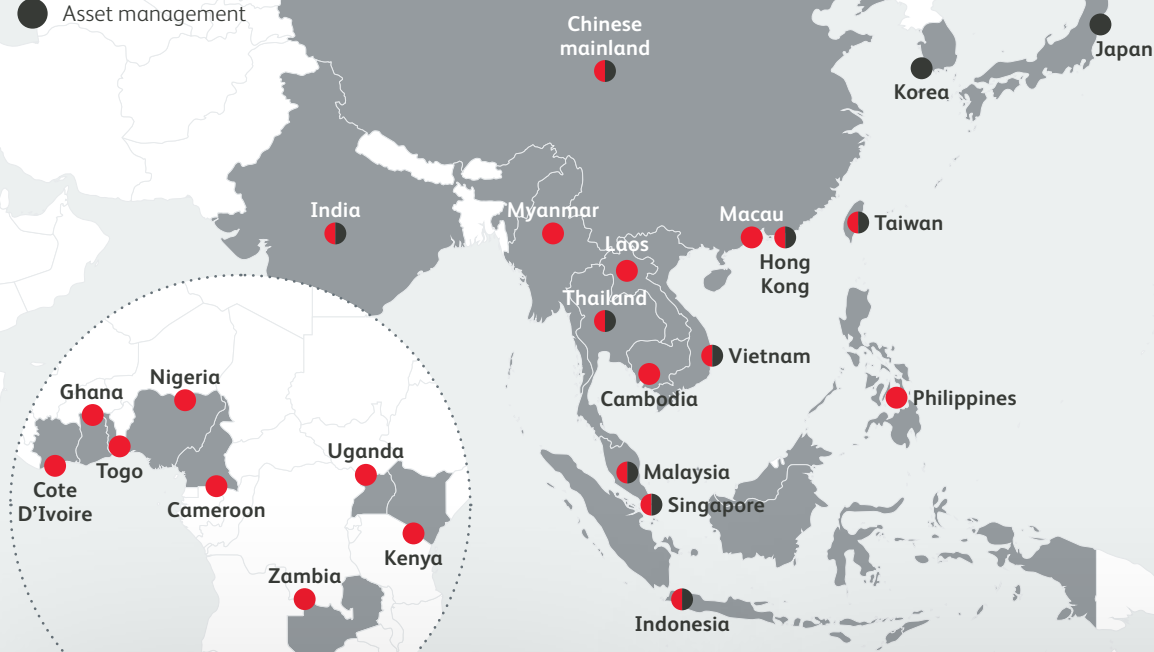 Asset management
Chinese
mainland
Japan
Korea
India
Myanmar
Macau
Taiwan
Laos
Hong
Kong
Thailand
Vietnam
Cambodia
Philippines
Nigeria
Ghana
Togo
Cote
D'Ivoire
Cameroon
Uganda
Kenya
Zambia
Malaysia
Singapore
Indonesia